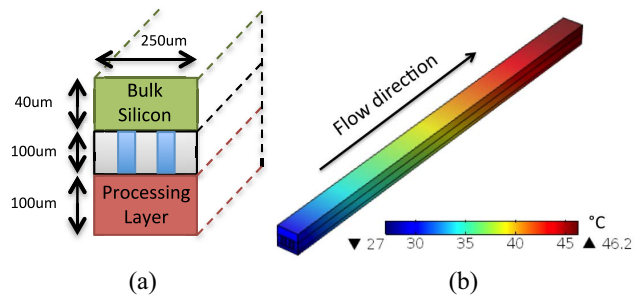 250um
40um
Bulk
Silicon
100um
100um
Processing
Layer
(a)
Flow direction
°C
▼ 27 30 35 40 45 ▲ 46.2
(b)